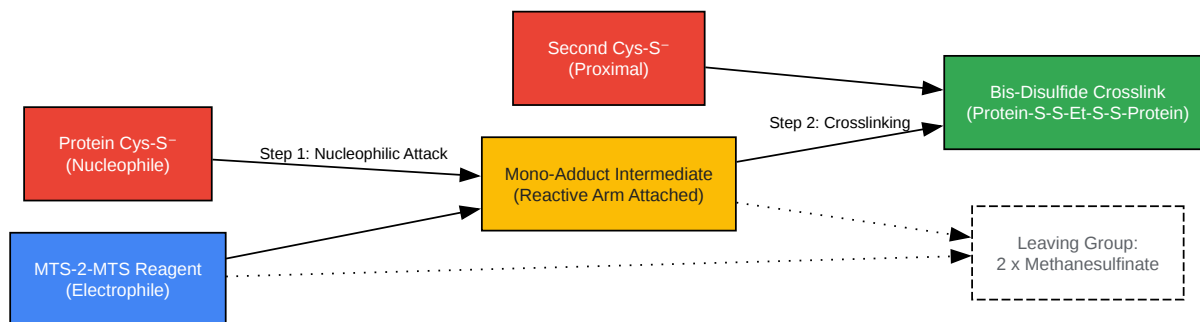 Second Cys-S⁻
(Proximal)
Bis-Disulfide Crosslink
(Protein-S-S-Et-S-S-Protein)
Protein Cys-S⁻
(Nucleophile)
Step 1: Nucleophilic Attack
Step 2: Crosslinking
Mono-Adduct Intermediate
(Reactive Arm Attached)
MTS-2-MTS Reagent
(Electrophile)
Leaving Group:
2 x Methanesulfinate